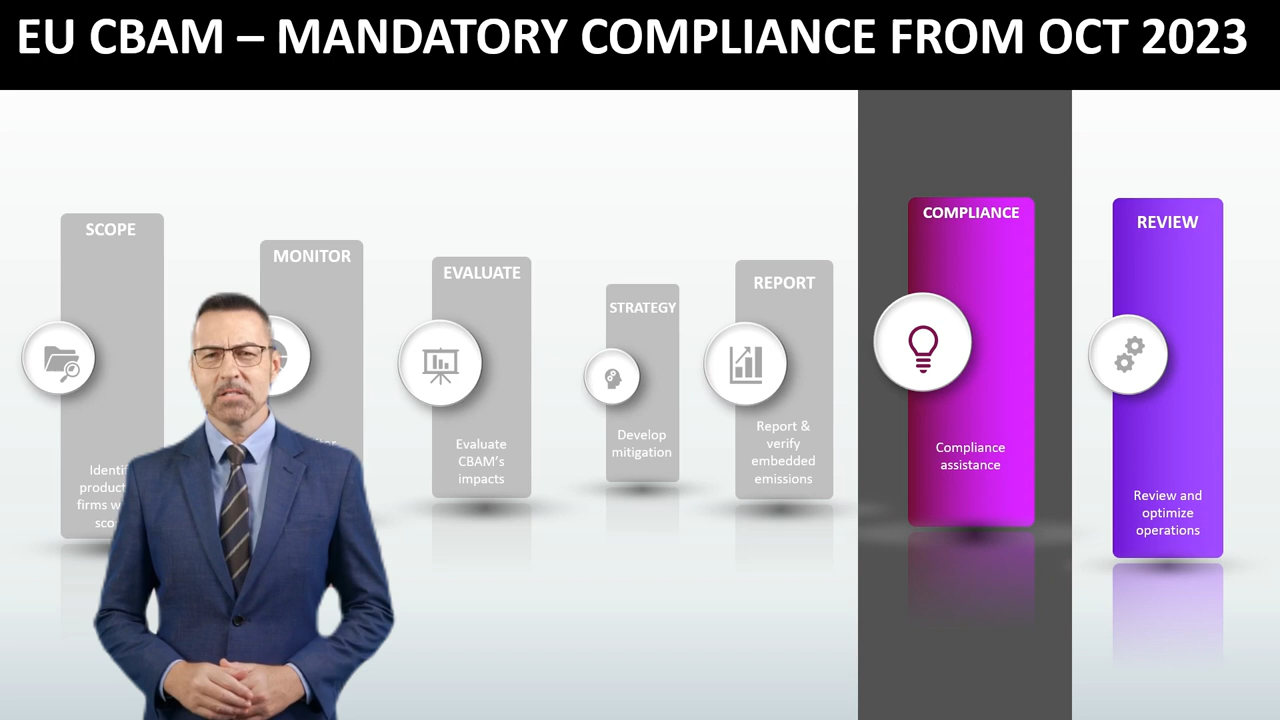 EU CBAM – MANDATORY COMPLIANCE FROM OCT 2023
SCOPE
MONITOR
EVALUATE
Evaluate
CBAM's
impacts
STRATEGY
Develop
mitigation
REPORT
Report &
verify
embedded
emissions
COMPLIANCE
Compliance
assistance
REVIEW
Review and
optimize
operations